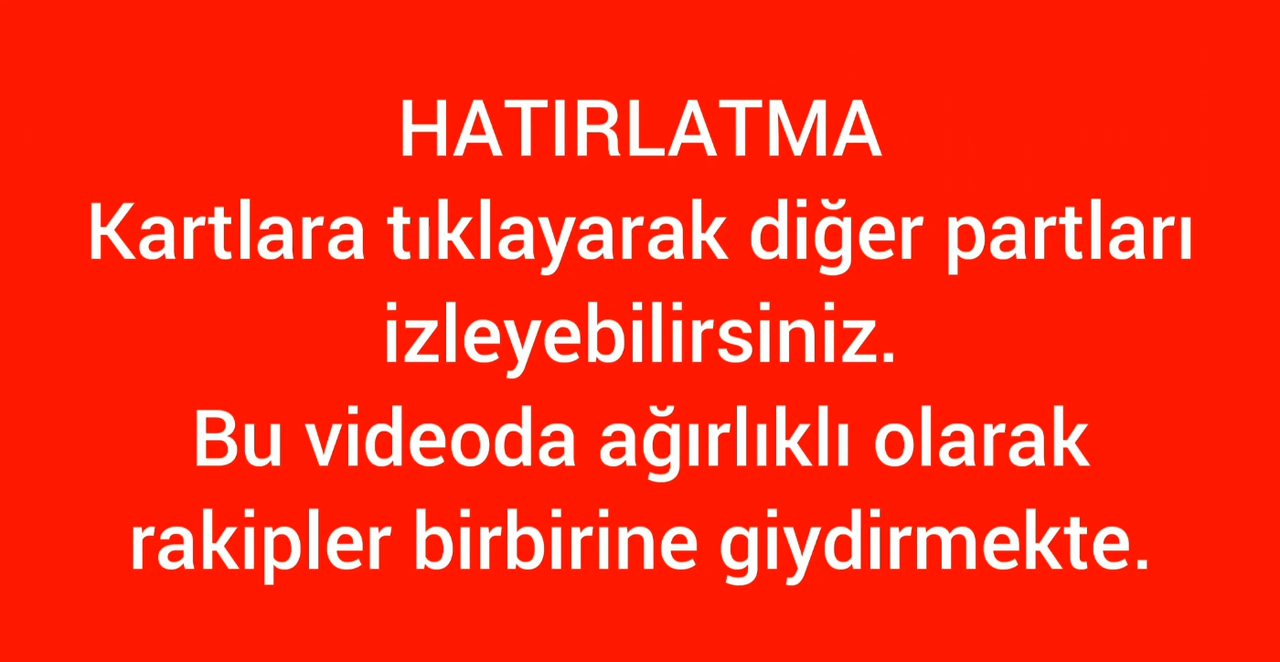 HATIRLATMA
Kartlara tıklayarak diğer partları
izleyebilirsiniz.
Bu videoda ağırlıklı olarak
rakipler birbirine giydirmekte.